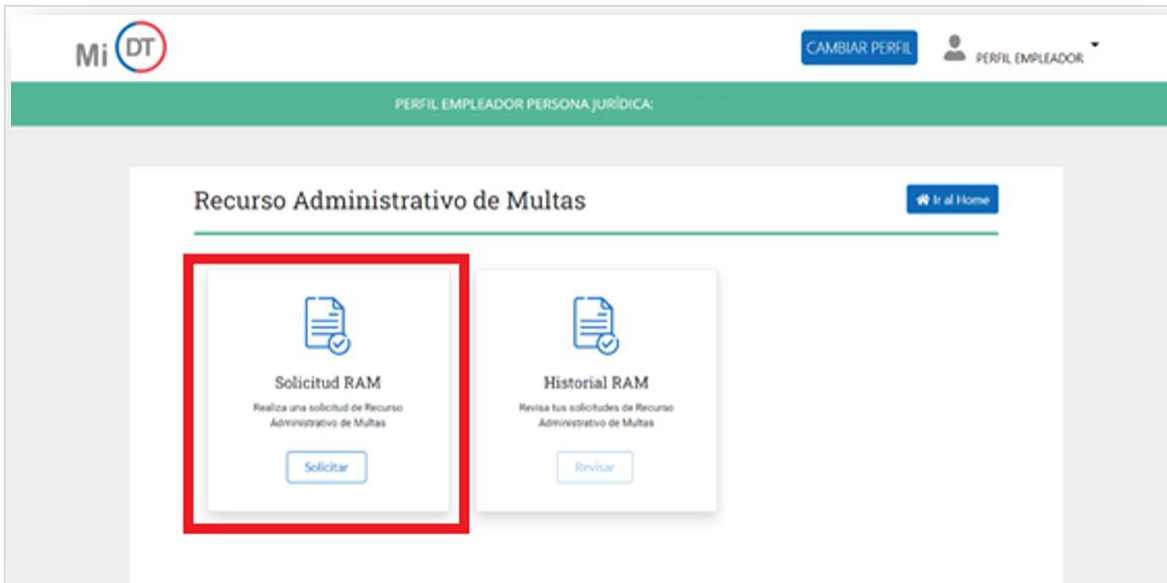 Mi DT
CAMBIAR PERFIL
PERFIL EMPLEADOR
PERFIL EMPLEADOR PERSONA JURÍDICA:
Recurso Administrativo de Multas
Ir al Home
Solicitud RAM
Realiza una solicitud de Recurso
Administrativo de Multas
Solicitar
Historial RAM
Revisa tus solicitudes de Recurso
Administrativo de Multas
Revisar